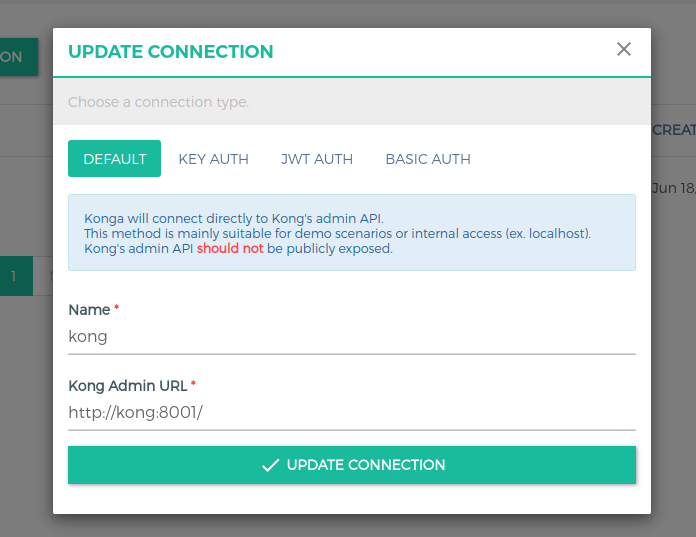 UPDATE CONNECTION
ON
Choose a connection type.
CREAT
DEFAULT
KEY AUTH
JWT AUTH
BASIC AUTH
Jun 18,
Konga will connect directly to Kong's admin API.
This method is mainly suitable for demo scenarios or internal access (ex. localhost).
Kong's admin API should not be publicly exposed.
1
Name *
kong
Kong Admin URL *
http://kong:8001/
UPDATE CONNECTION